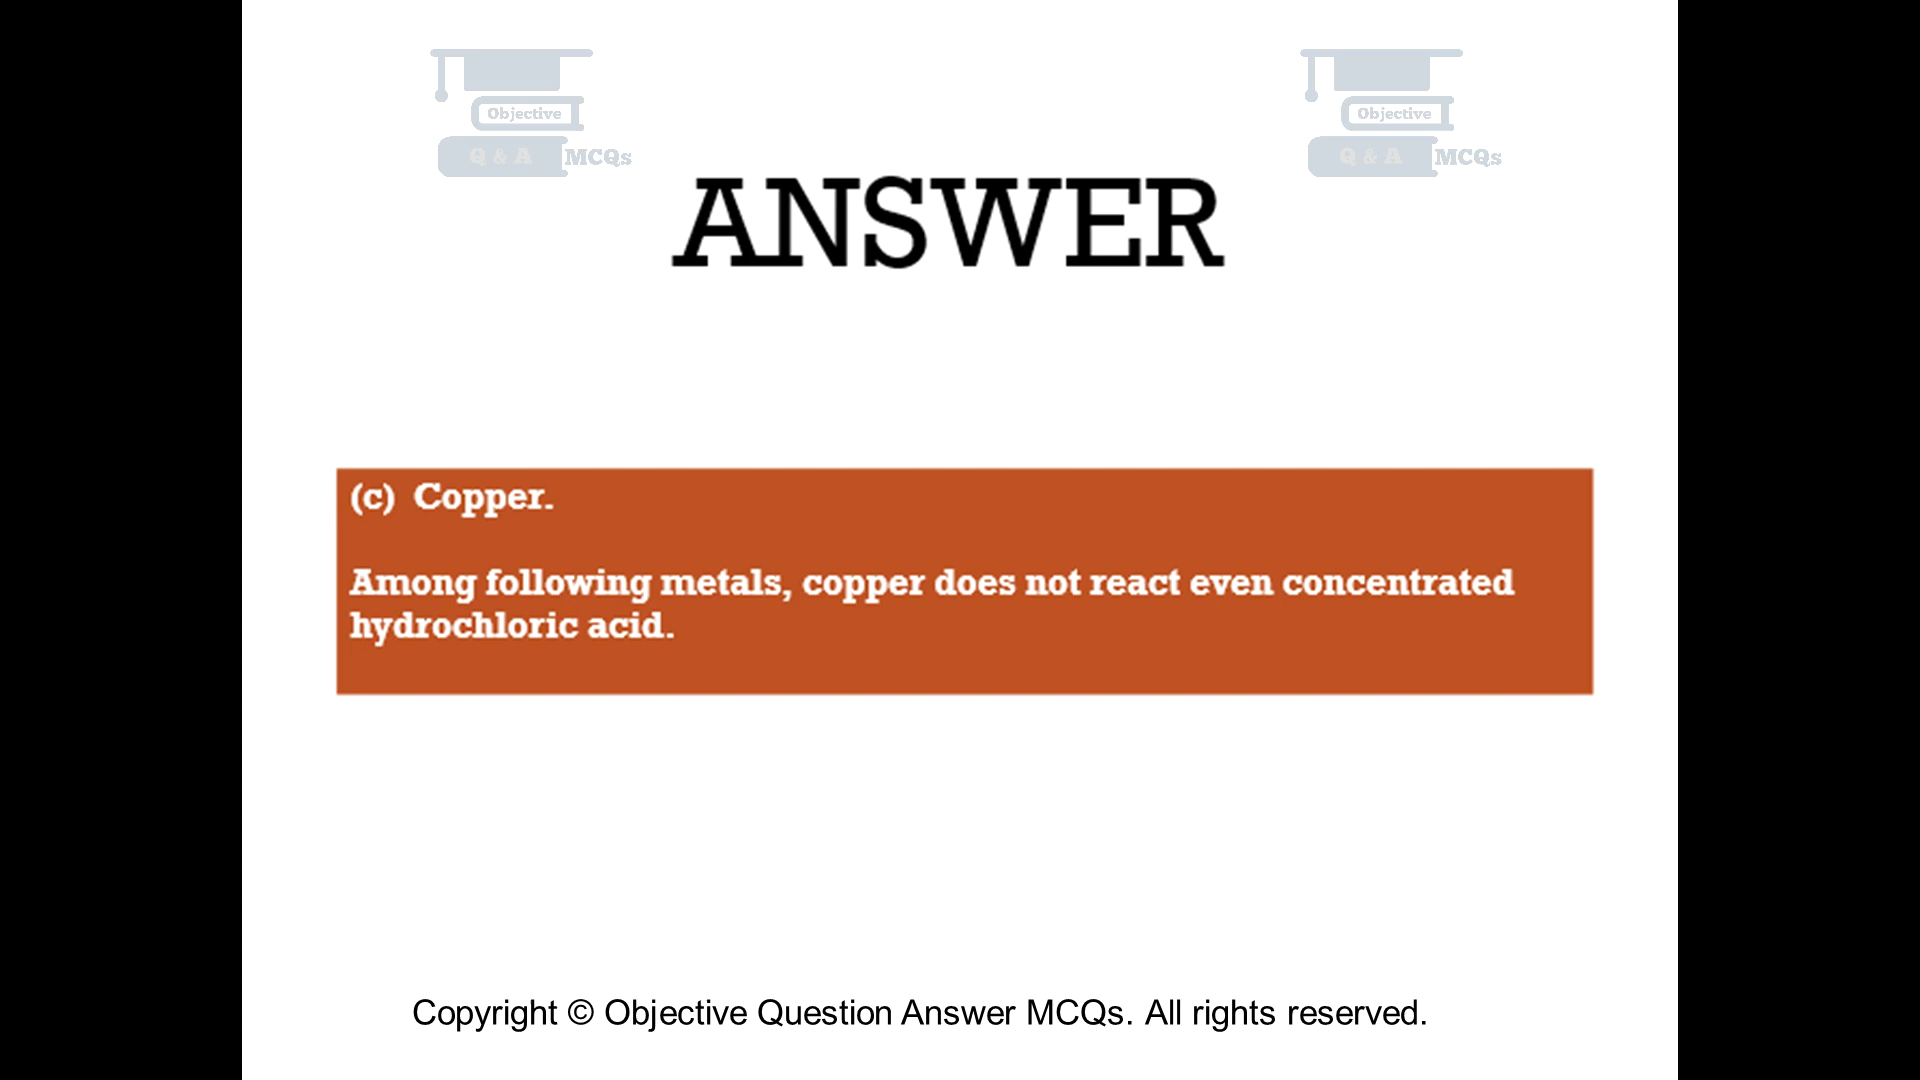 Objective
Q & A MCQs
Objective
Q & A MCQs
ANSWER
(c) Copper.
Among following metals, copper does not react even concentrated
hydrochloric acid.
Copyright © Objective Question Answer MCQs. All rights reserved.